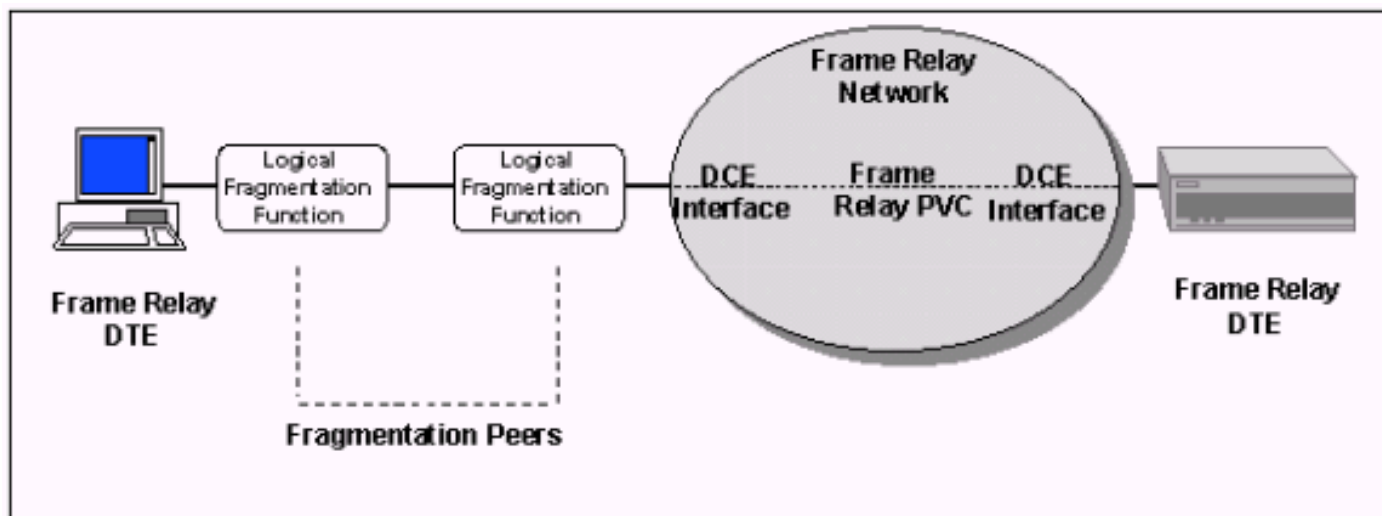 Frame Relay
Network
Logical
Fragmentation
Function
Logical
Fragmentation
Function
DCE
Interface
Frame
Relay PVC
DCE
Interface
Frame Relay
DTE
Frame Relay
DTE
Fragmentation Peers